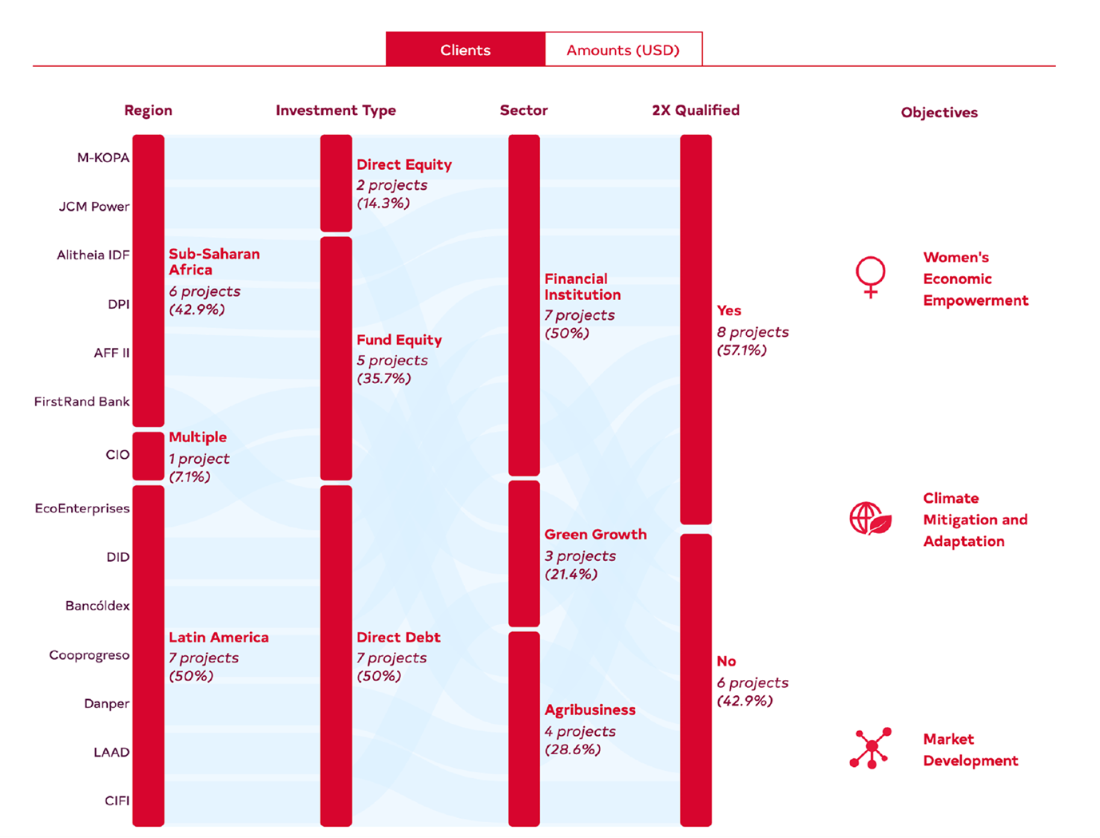 Clients
Amounts (USD)
Region
Investment Type
Sector
2X Qualified
Objectives
M-KOPA
JCM Power
Alitheia IDF
DPI
AFF II
FirstRand Bank
CIO
EcoEnterprises
DID
Bancóldex
Cooprogreso
Danper
LAAD
CIFI
Sub-Saharan
Africa
6 projects
(42.9%)
Multiple
1 project
(7.1%)
Latin America
7 projects
(50%)
Direct Equity
2 projects
(14.3%)
Fund Equity
5 projects
(35.7%)
Direct Debt
7 projects
(50%)
Financial
Institution
7 projects
(50%)
Green Growth
3 projects
(21.4%)
Agribusiness
4 projects
(28.6%)
Yes
8 projects
(57.1%)
No
6 projects
(42.9%)
Women's
Economic
Empowerment
Climate
Mitigation and
Adaptation
Market
Development